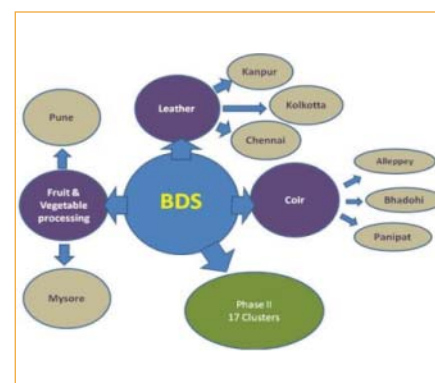 Kanpur
Leather
Kolkotta
Chennai
Pune
Fruit &
Vegetable
processing
BDS
Coir
Alleppey
Bhadohi
Panipat
Mysore
Phase II
17 Clusters